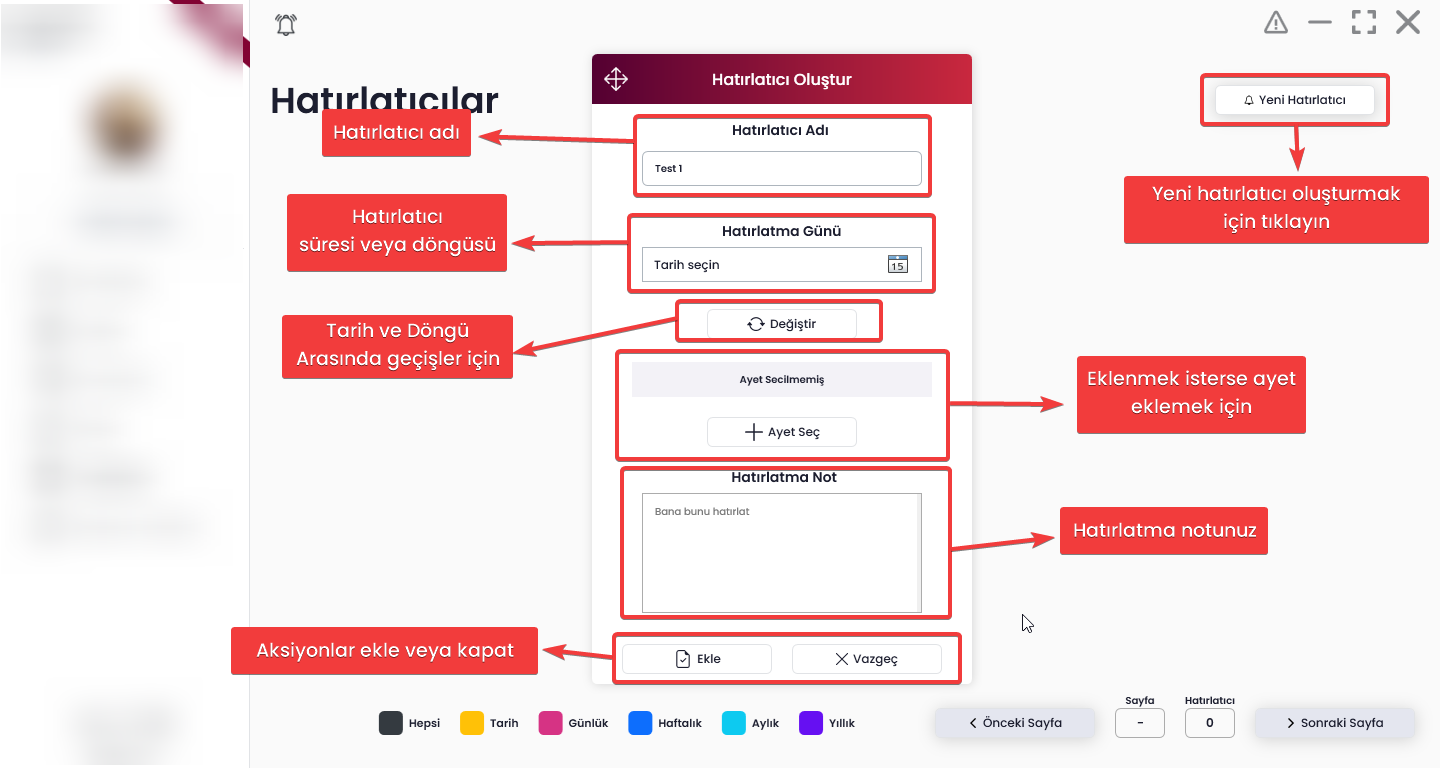 Hatırlatıcılar
Hatırlatıcı Oluştur
Yeni Hatırlatıcı
Yeni hatırlatıcı oluşturmak
için tıklayın
Hatırlatıcı adı
Hatırlatıcı Adı
Test 1
Hatırlatıcı
süresi veya döngüsü
Hatırlatma Günü
Tarih seçin
15
Tarih ve Döngü
Arasında geçişler için
Değiştir
Ayet Secilmemiş
Ayet Seç
Eklenmek isterse ayet
eklemek için
Hatırlatma Not
Bana bunu hatırlat
Hatırlatma notunuz
Aksiyonlar ekle veya kapat
Ekle
Vazgeç
Hepsi
Tarih
Günlük
Haftalık
Aylık
Yıllık
Önceki Sayfa
Sayfa
-
Hatırlatıcı
0
Sonraki Sayfa